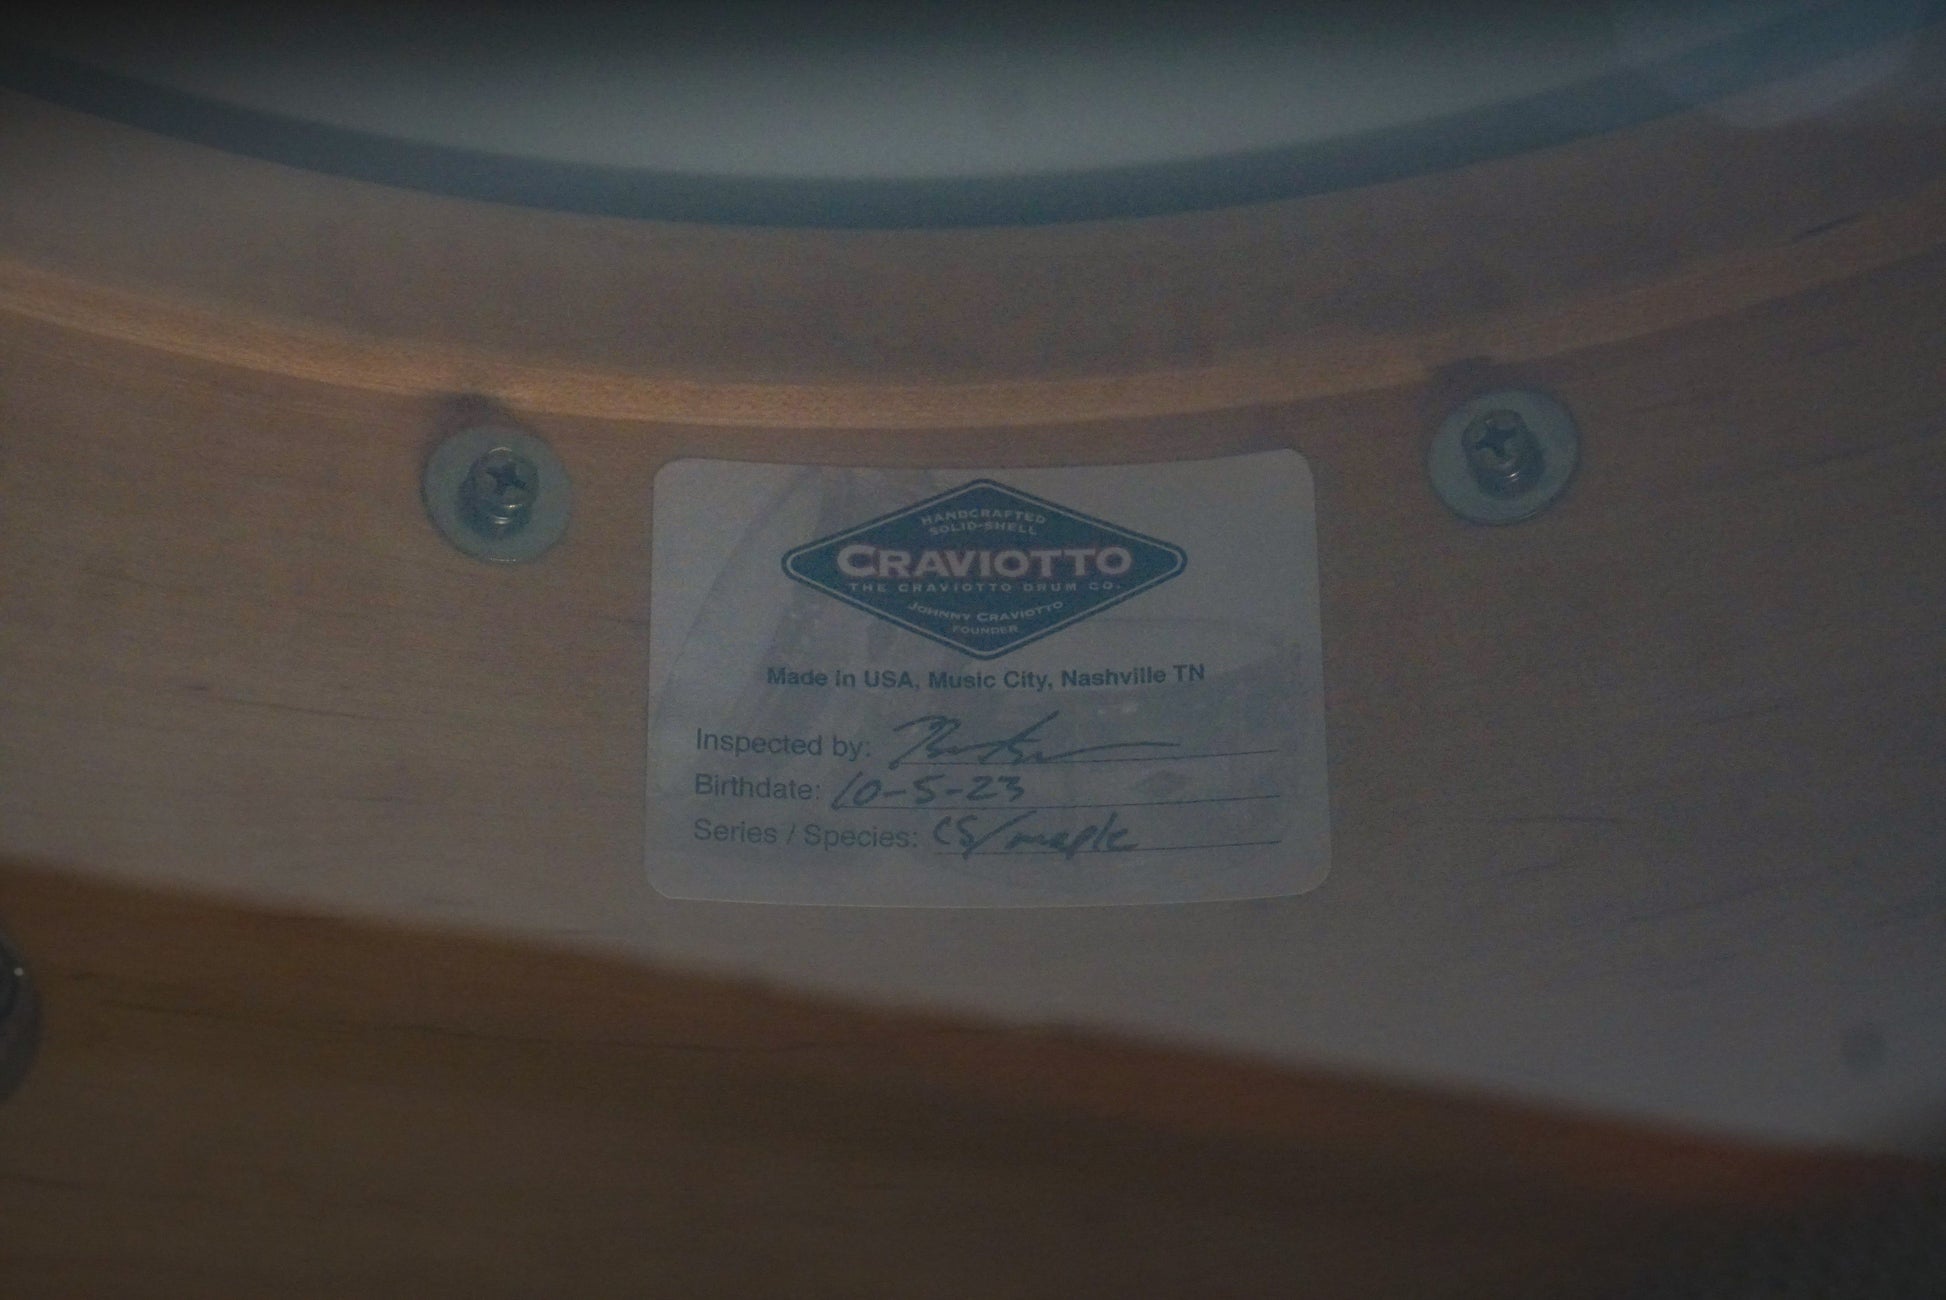 HANDCRAFTED
SOLID-SHELL
CRAVIOTTO
THE CRAVIOTTO DRUM CO.
JOHNNY CRAVIOTTO
FOUNDER
Made in USA, Music City, Nashville TN
Inspected by:
Birthdate: 10-5-23
Series / Species: CS/maple